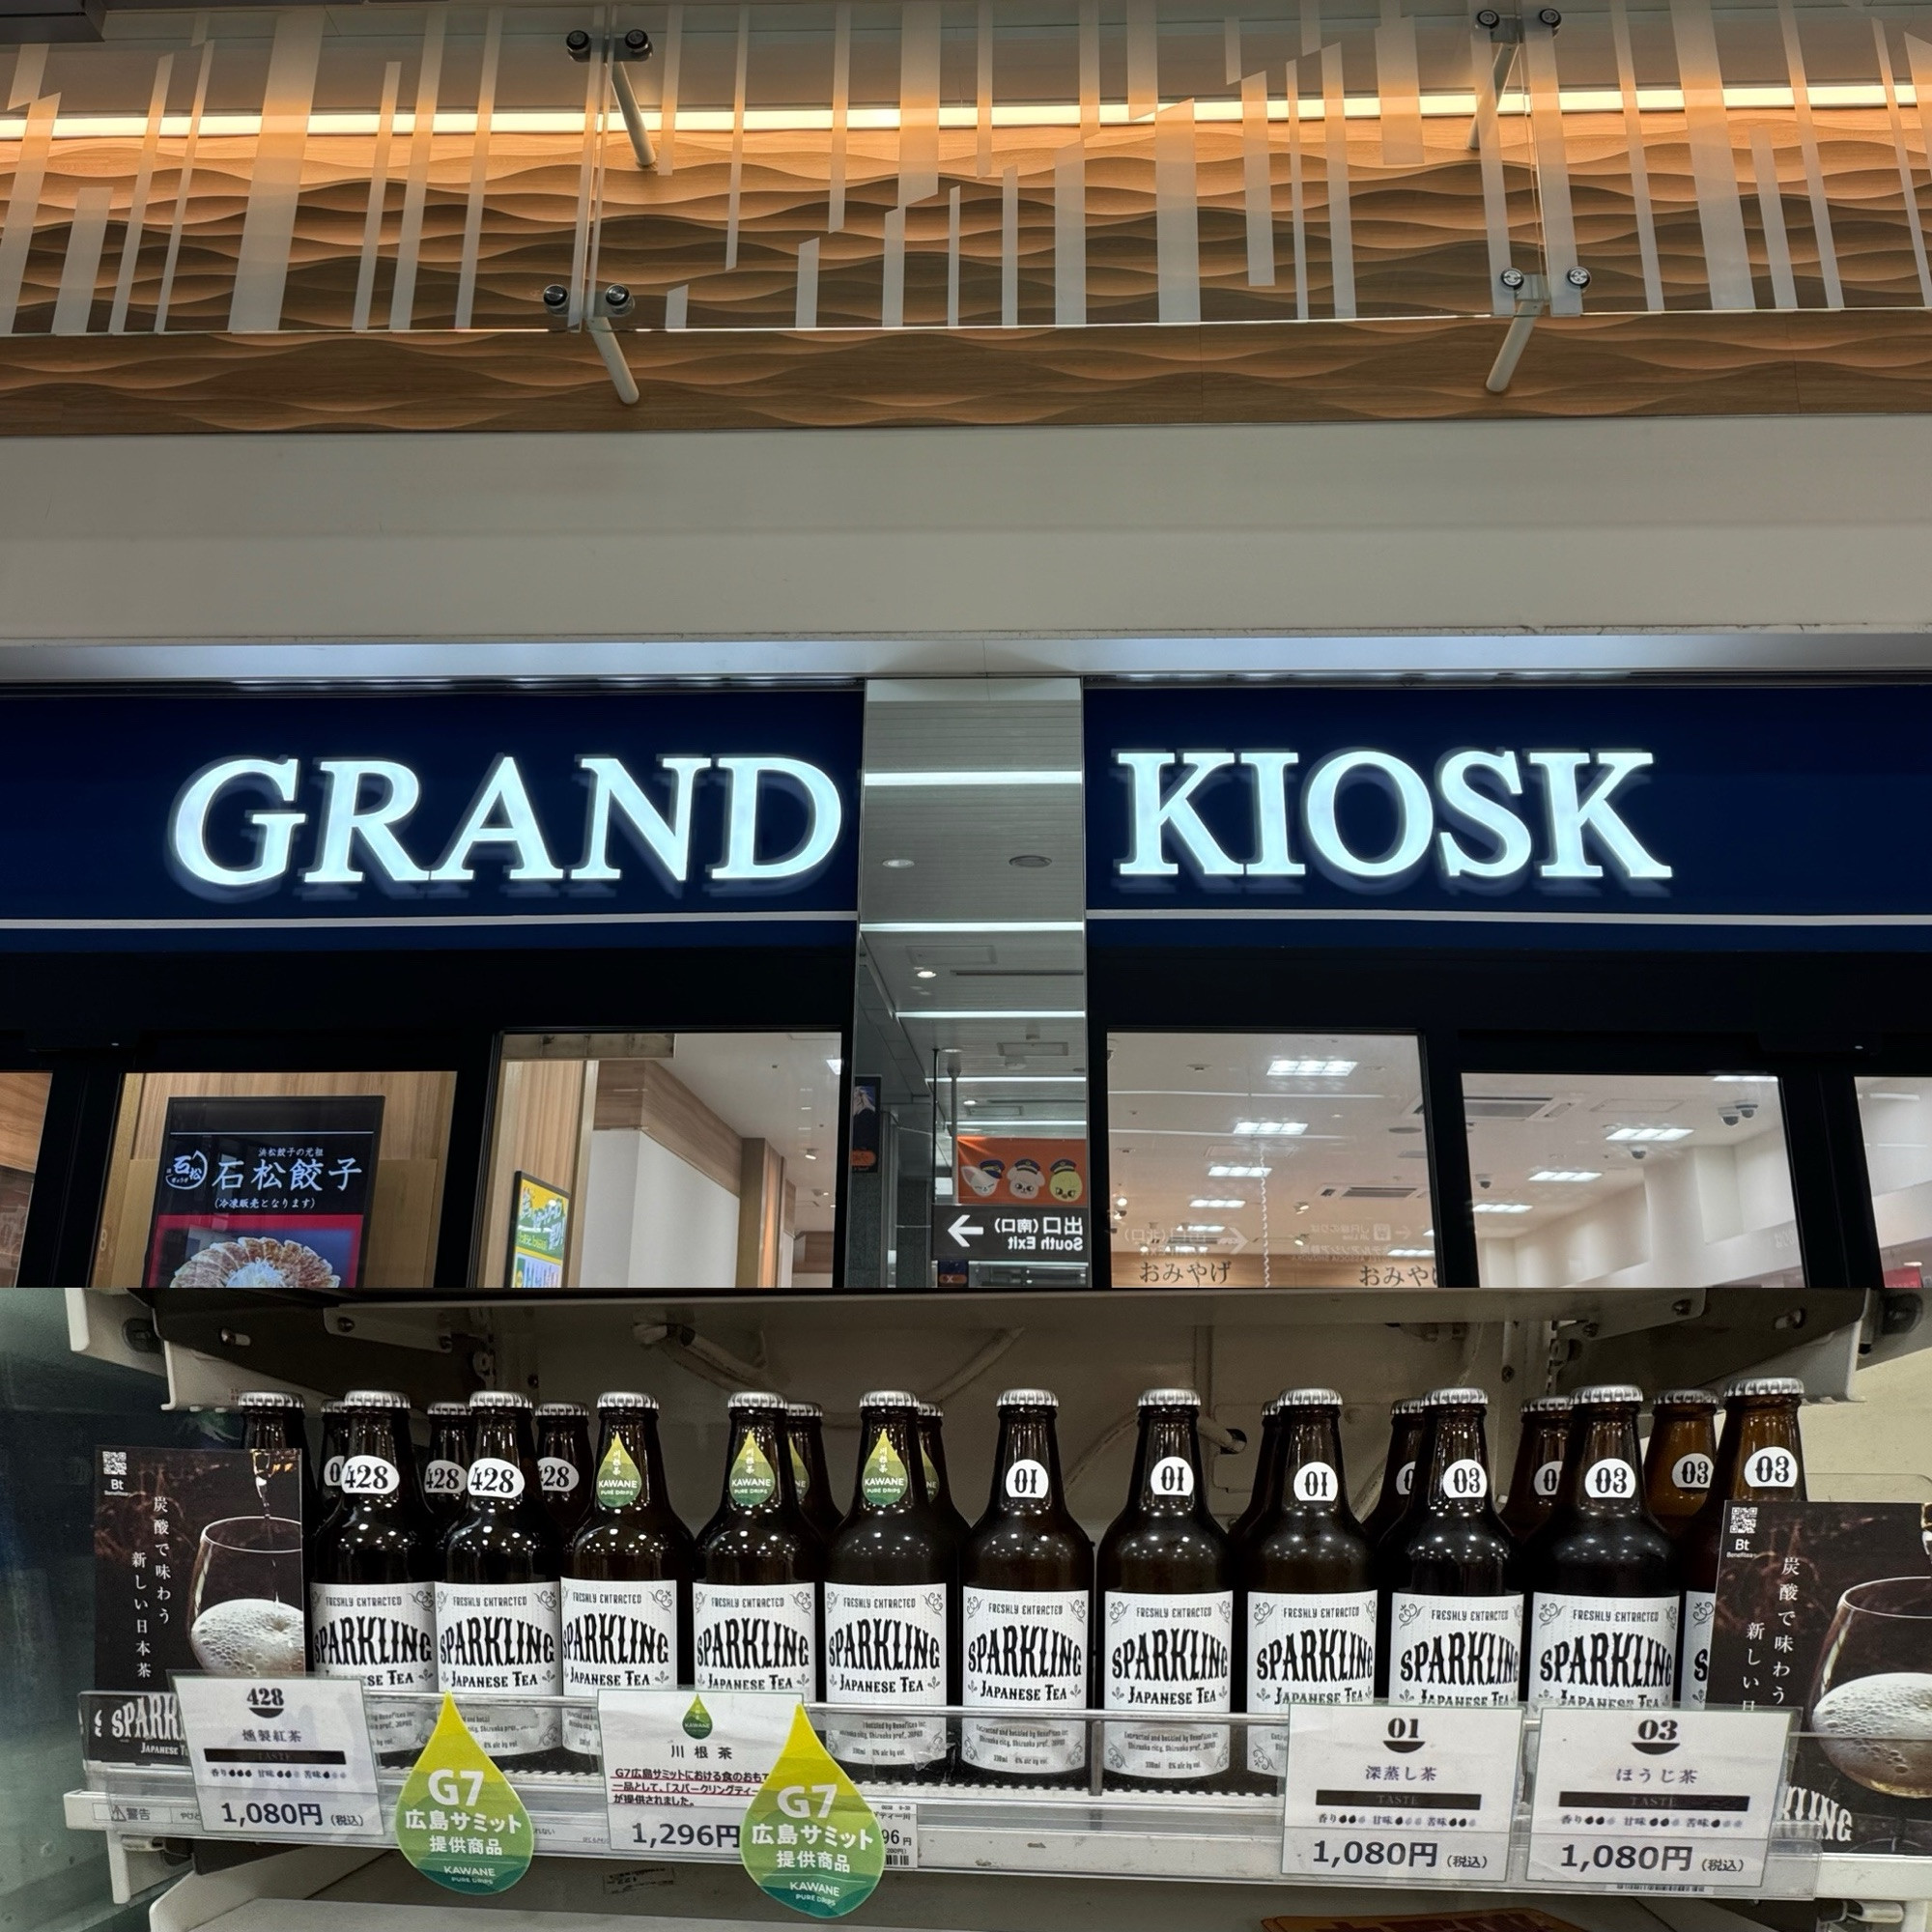 GRAND KIOSK
浜松餃子の元祖
石松餃子
(冷凍販売となります)
出口(南口)
South Exit
おみやげ
おみや
428
428
428
KAWANE
PURE DRIPS
KAWANE
PURE DRIPS
KAWANE
PURE DRIPS
01
01
01
03
03
03
03
Bt
炭酸で味わう
新しい日本茶
FRESHLY EXTRACTED
SPARKLING
JAPANESE TEA
FRESHLY EXTRACTED
SPARKLING
JAPANESE TEA
FRESHLY EXTRACTED
SPARKLING
JAPANESE TEA
FRESHLY EXTRACTED
SPARKLING
JAPANESE TEA
FRESHLY EXTRACTED
SPARKLING
JAPANESE TEA
FRESHLY EXTRACTED
SPARKLING
JAPANESE TEA
FRESHLY EXTRACTED
SPARKLING
JAPANESE TEA
FRESHLY EXTRACTED
SPARKLING
JAPANESE TEA
FRESHLY EXTRACTED
SPARKLING
FRESHLY EXTRACTED
SPARKLING
Bt
炭酸で味わう
新しい日
428
燻製紅茶
TASTE
香り 甘味 苦味
1,080円 (税込)
警告
G7
広島サミット
提供商品
KAWANE
PURE DRIPS
川根茶
G7広島サミットにおける食のおもて
一品として、「スパークリングティー
が提供されました。
1,296円
G7
広島サミット
提供商品
KAWANE
PURE DRIPS
01
深蒸し茶
TASTE
香り 甘味 苦味
1,080円 (税込)
03
ほうじ茶
TASTE
香り 甘味 苦味
1,080円 (税込)